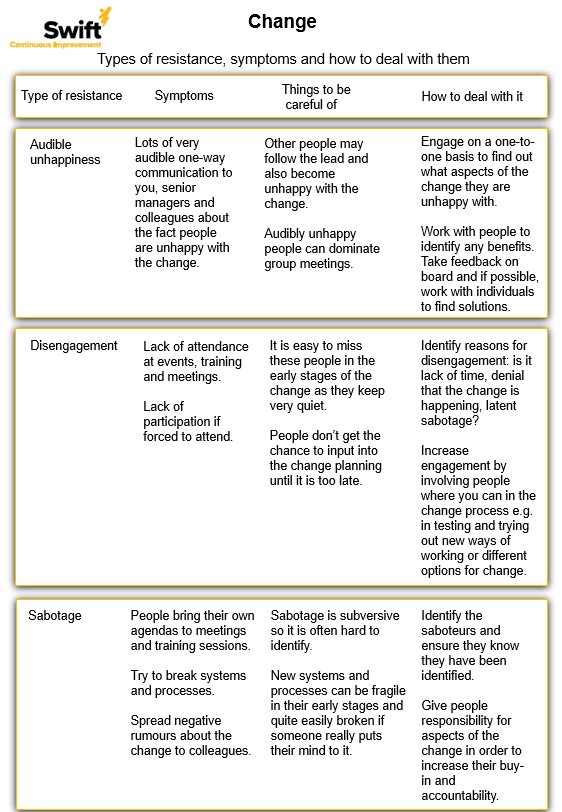 Swift
Continuous Improvement
Change
Types of resistance, symptoms and how to deal with them
Type of resistance
Symptoms
Things to be
careful of
How to deal with it
Audible
unhappiness
Lots of very
audible one-way
communication to
you, senior
managers and
colleagues about
the fact people
are unhappy with
the change.
Other people may
follow the lead and
also become
unhappy with the
change.
Audibly unhappy
people can dominate
group meetings.
Engage on a one-to-
one basis to find out
what aspects of the
change they are
unhappy with.
Work with people to
identify any benefits.
Take feedback on
board and if possible,
work with individuals
to find solutions.
Disengagement
Lack of attendance
at events, training
and meetings.
Lack of
participation if
forced to attend.
It is easy to miss
these people in the
early stages of the
change as they keep
very quiet.
People don’t get the
chance to input into
the change planning
until it is too late.
Identify reasons for
disengagement: is it
lack of time, denial
that the change is
happening, latent
sabotage?
Increase
engagement by
involving people
where you can in the
change process e.g.
in testing and trying
out new ways of
working or different
options for change.
Sabotage
People bring their own
agendas to meetings
and training sessions.
Try to break systems
and processes.
Spread negative
rumours about the
change to colleagues.
Sabotage is subversive
so it is often hard to
identify.
New systems and
processes can be fragile
in their early stages and
quite easily broken if
someone really puts
their mind to it.
Identify the
saboteurs and
ensure they know
they have been
identified.
Give people
responsibility for
aspects of the
change in order to
increase their buy-
in and
accountability.